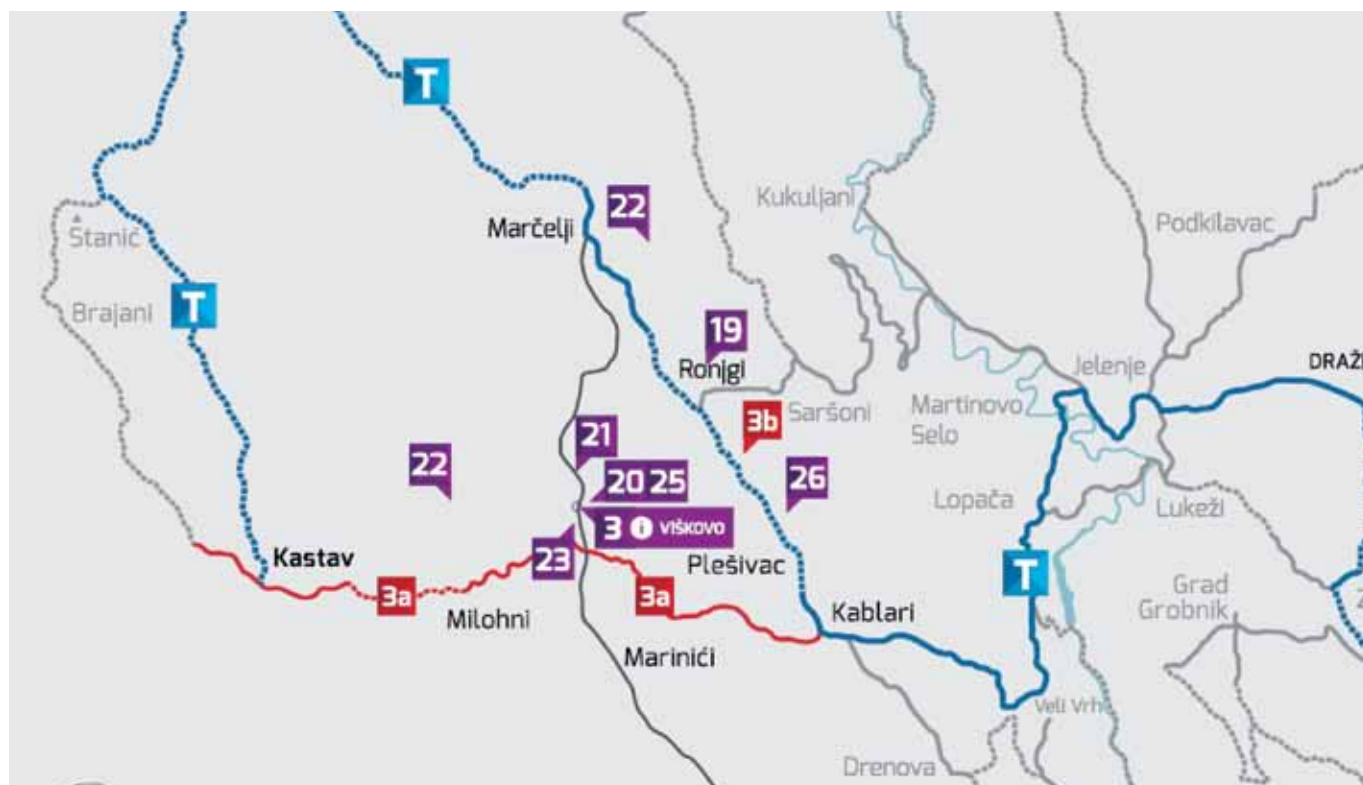 T
22
Kukuljani
Marčelji
Podkilavac
Štanić
T
Brajani
19
Ronjgi
Jelenje
DRAŽ
Saršoni
Martinovo
Selo
3b
21
22
20 25
26
Lopača
Lukeži
3 i VIŠKOVO
23
Kastav
Plešivac
T
3a
3a
Grad
Grobnik
Milohni
Kablari
Marinići
Veli Vrh
Drenova